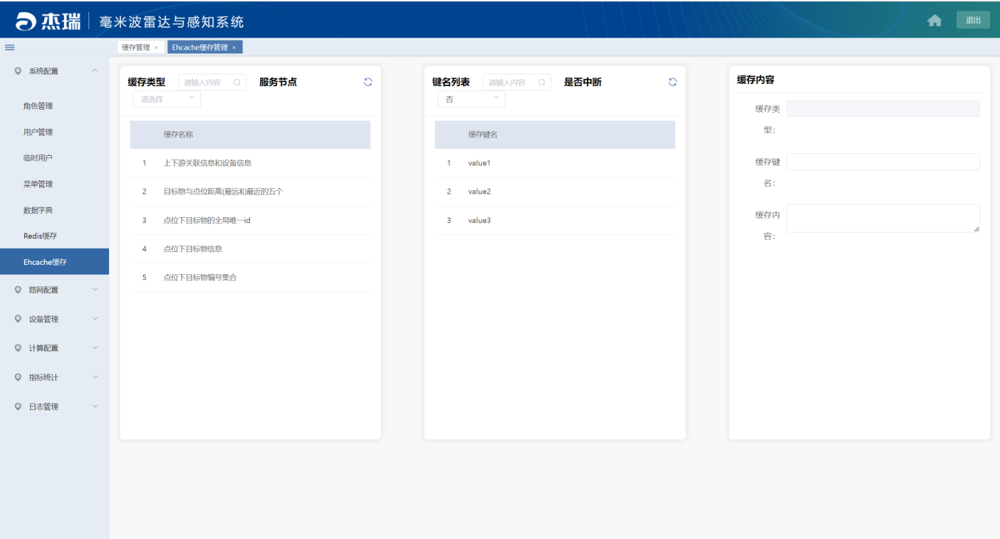 杰瑞 毫米波雷达与感知系统 退出
缓存管理 × Ehcache缓存管理 ×
系统配置
角色管理
用户管理
临时用户
菜单管理
数据字典
Redis缓存
Ehcache缓存
路网配置
设备管理
计算配置
指标统计
日志管理
缓存类型 请输入内容 服务节点
请选择
缓存名称
1 上下游关联信息和设备信息
2 目标物与点位距离(最远和最近的五个
3 点位下目标物的全局唯一id
4 点位下目标物信息
5 点位下目标物编号集合
键名列表 请输入内容 是否中断
否
缓存键名
1 value1
2 value2
3 value3
缓存内容
缓存类
型:
缓存键
名:
缓存内
容: